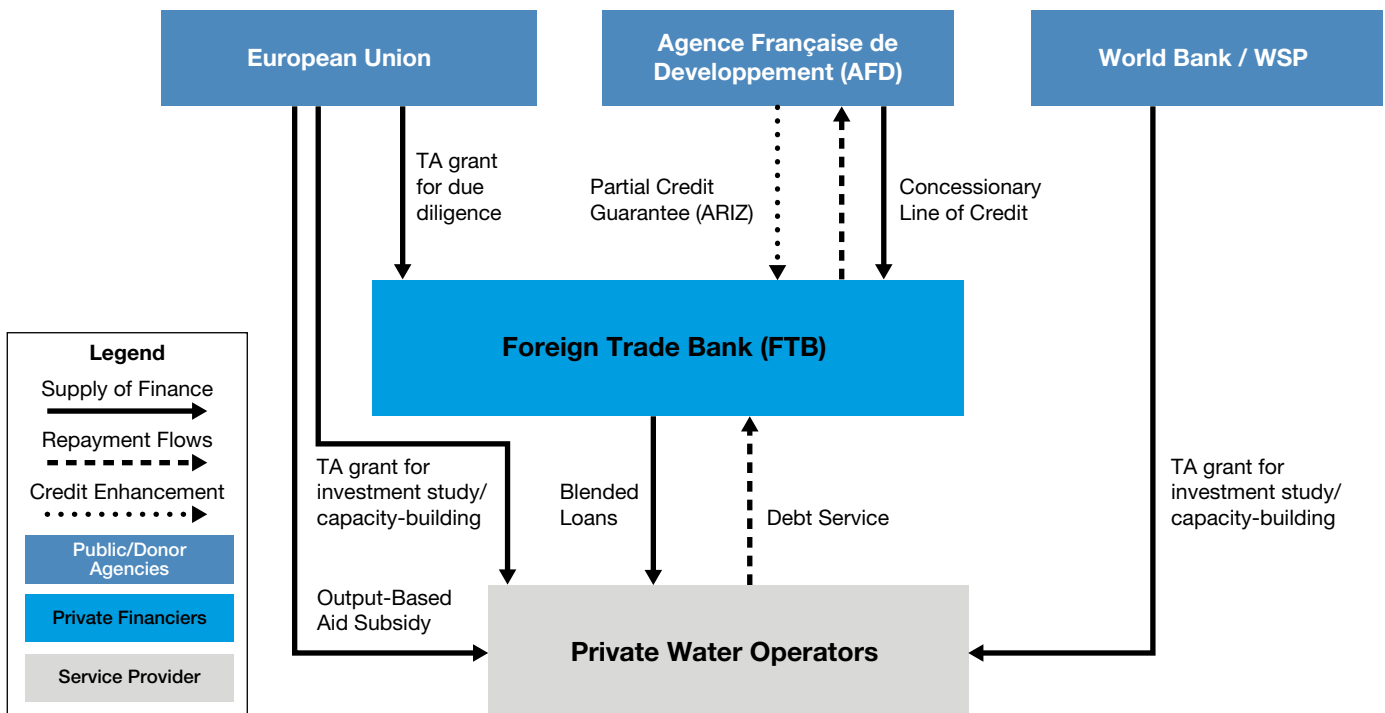 European Union
Agence Française de
Developpement (AFD)
World Bank / WSP
TA grant
for due
diligence
Partial Credit
Guarantee (ARIZ)
Concessionary
Line of Credit
Foreign Trade Bank (FTB)
Legend
Supply of Finance
Repayment Flows
Credit Enhancement
Public/Donor
Agencies
Private Financiers
Service Provider
TA grant for
investment study/
capacity-building
Blended
Loans
Debt Service
TA grant for
investment study/
capacity-building
Output-Based
Aid Subsidy
Private Water Operators